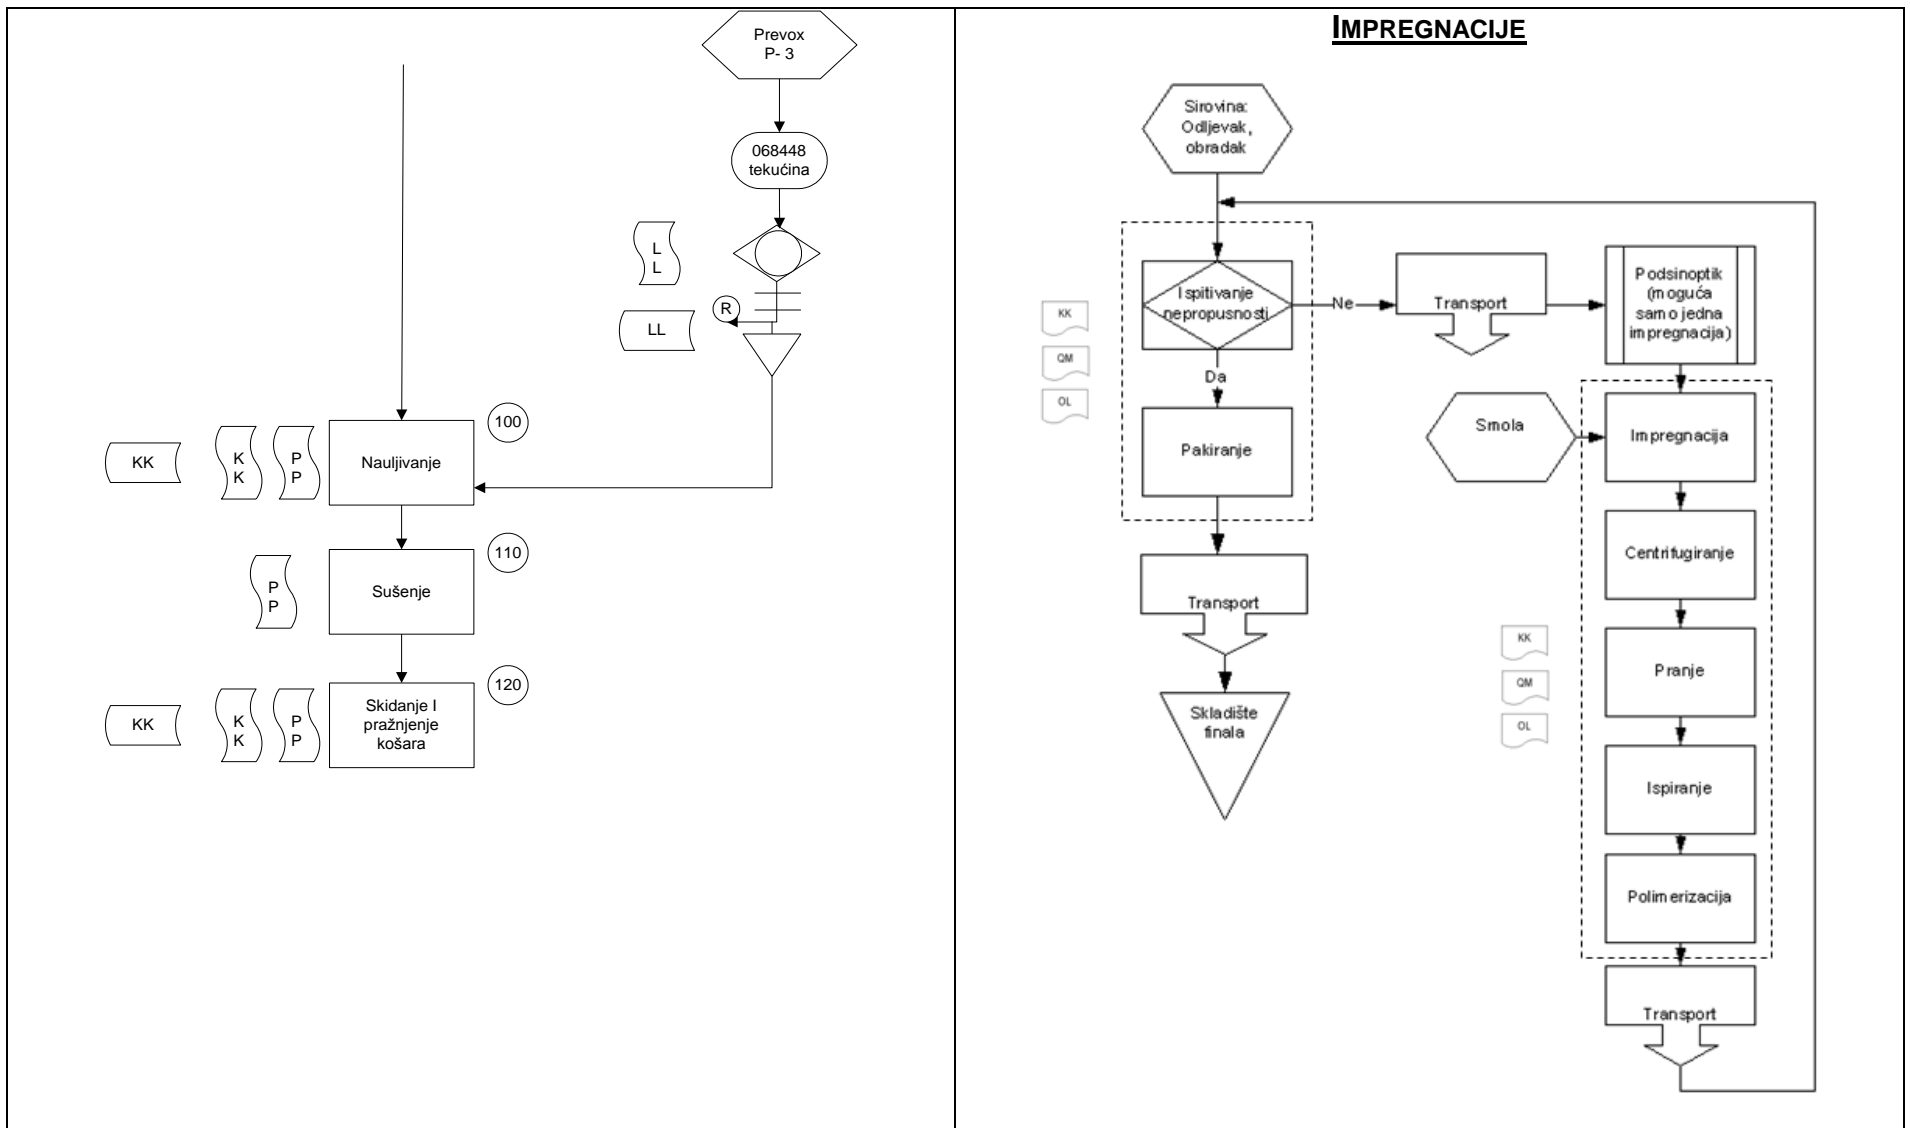 Prevox
P- 3
068448
tekućina
L
L
R
LL
100
KK
K
K
P
P
Nauljivanje
110
P
P
Sušenje
120
KK
K
K
P
P
Skidanje I
pražnjenje
košara
IMPREGNACIJE
Sirovina:
Odljevak,
obradak
Ispitivanje
nepropusnosti
Ne
Transport
Podsinoptik
(moguća
samo jedna
impregnacija)
KK
QM
OL
Da
Pakiranje
Smola
Impregnacija
Centrifugiranje
Transport
KK
QM
OL
Pranje
Skladište
finala
Ispiranje
Polimerizacija
Transport